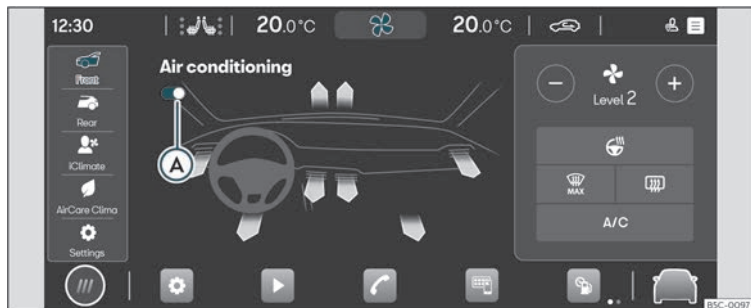 12:30
20.0°C
20.0°C
Front
Air conditioning
A
Level 2
Rear
iClimate
AirCare Clima
Settings
MAX
A/C
B5C-0097